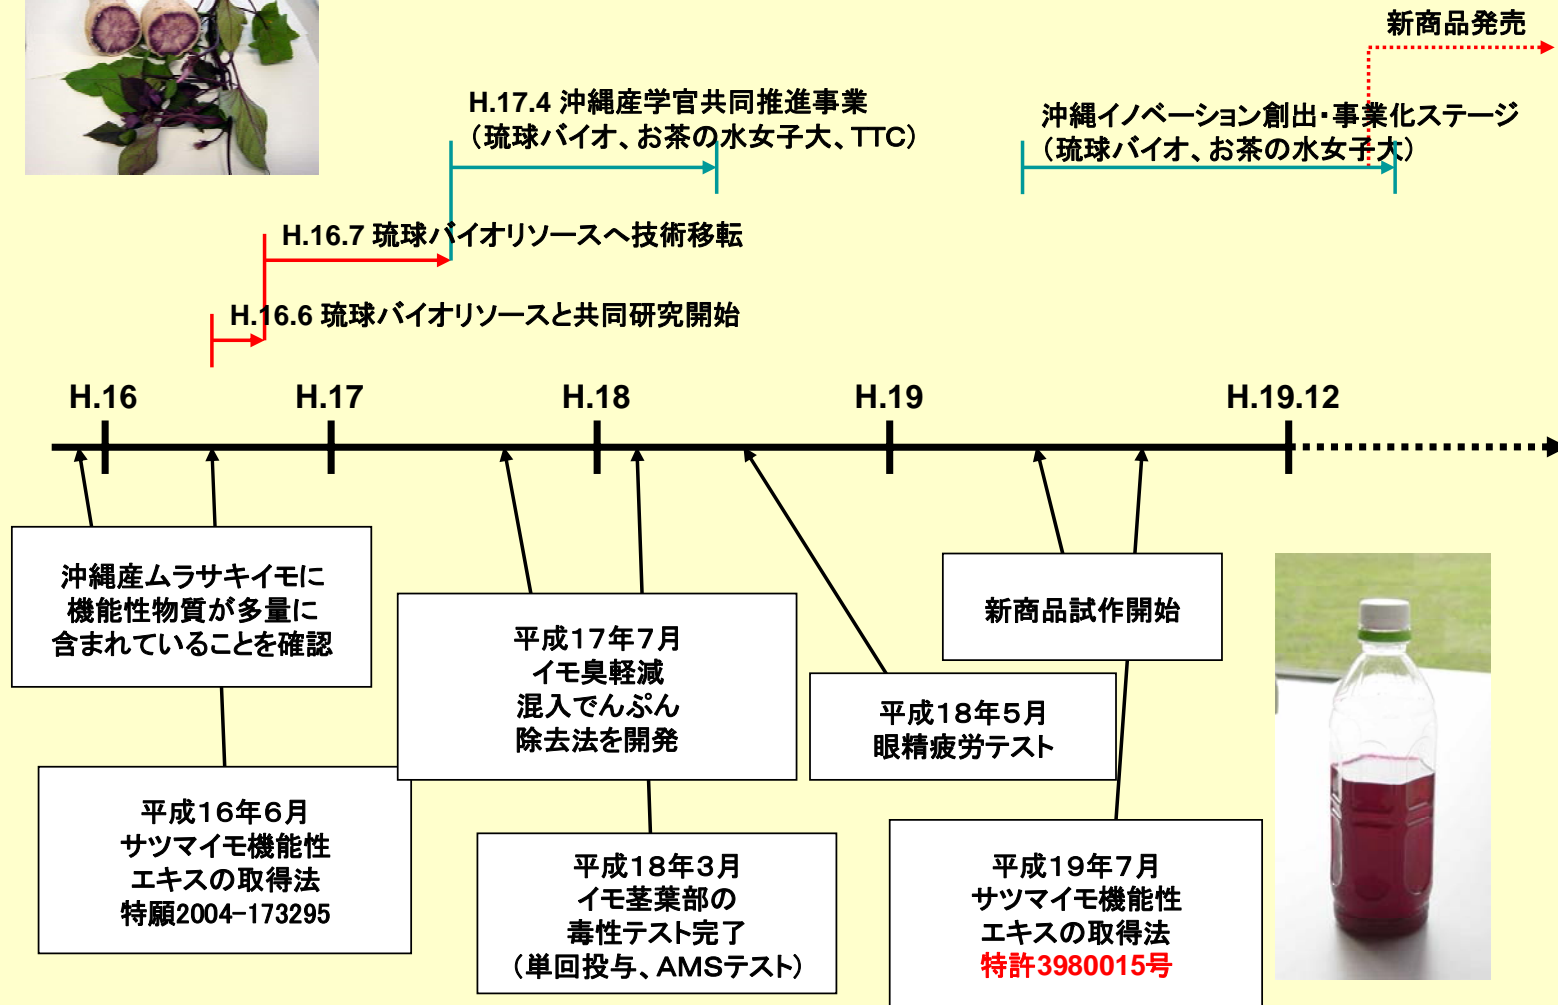 新商品発売
H.17.4 沖縄産学官共同推進事業
（琉球バイオ、お茶の水女子大、TTC）
沖縄イノベーション創出・事業化ステージ
（琉球バイオ、お茶の水女子大）
H.16.7 琉球バイオリソースへ技術移転
H.16.6 琉球バイオリソースと共同研究開始
H.16
H.17
H.18
H.19
H.19.12
沖縄産ムラサキイモに
機能性物質が多量に
含まれていることを確認
平成１６年６月
サツマイモ機能性
エキスの取得法
特願2004-173295
平成１７年７月
イモ臭軽減
混入でんぷん
除去法を開発
平成１８年３月
イモ茎葉部の
毒性テスト完了
（単回投与、AMSテスト）
平成１８年５月
眼精疲労テスト
新商品試作開始
平成１９年７月
サツマイモ機能性
エキスの取得法
特許3980015号